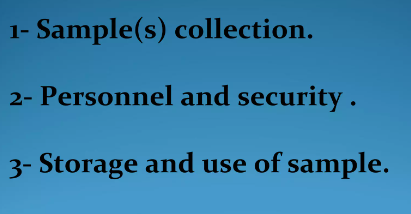 1- Sample(s) collection.
2- Personnel and security .
3- Storage and use of sample.